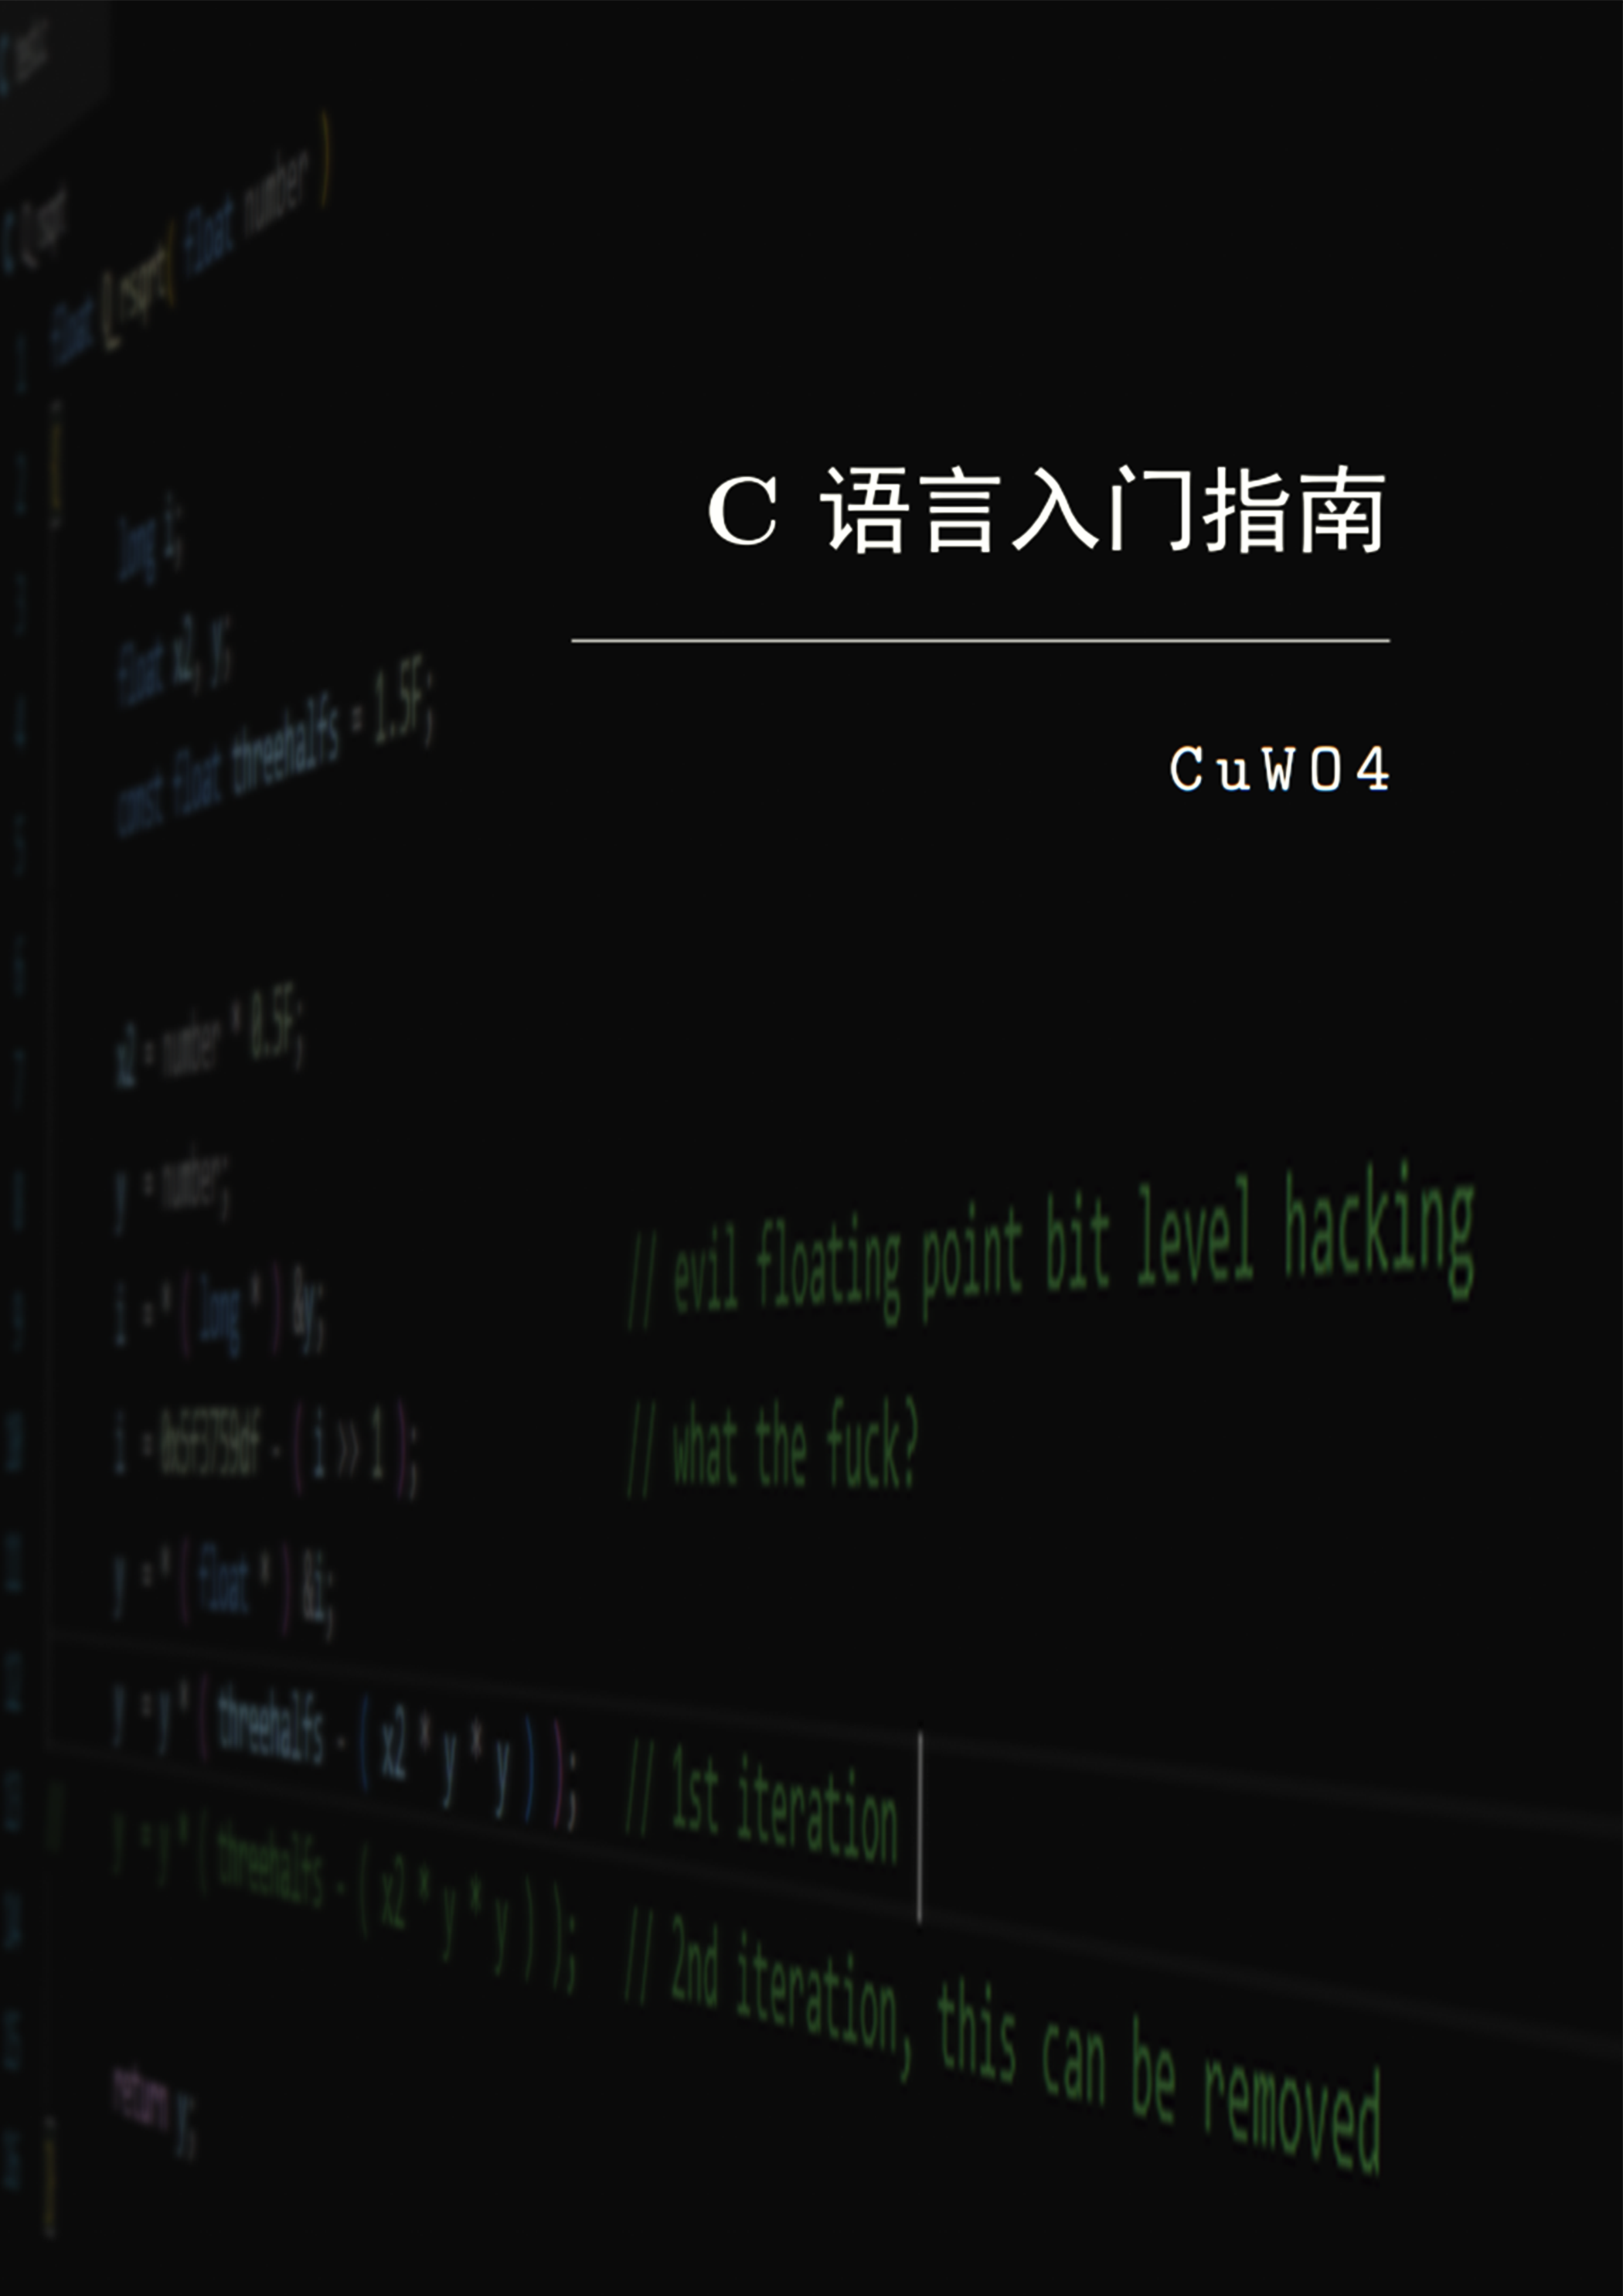 float Q_rsqrt( float number )
C 语言入门指南
long i;
float x2, y;
const float threehalfs = 1.5F;
CuWO4
x2 = number * 0.5F;
y = number;
i = * ( long * ) &y; // evil floating point bit level hacking
i = 0x5f3759df - ( i >> 1 ); // what the fuck?
y = * ( float * ) &i;
y = y * ( threehalfs - ( x2 * y * y ) ); // 1st iteration
// y = y * ( threehalfs - ( x2 * y * y ) ); // 2nd iteration, this can be removed
return y;